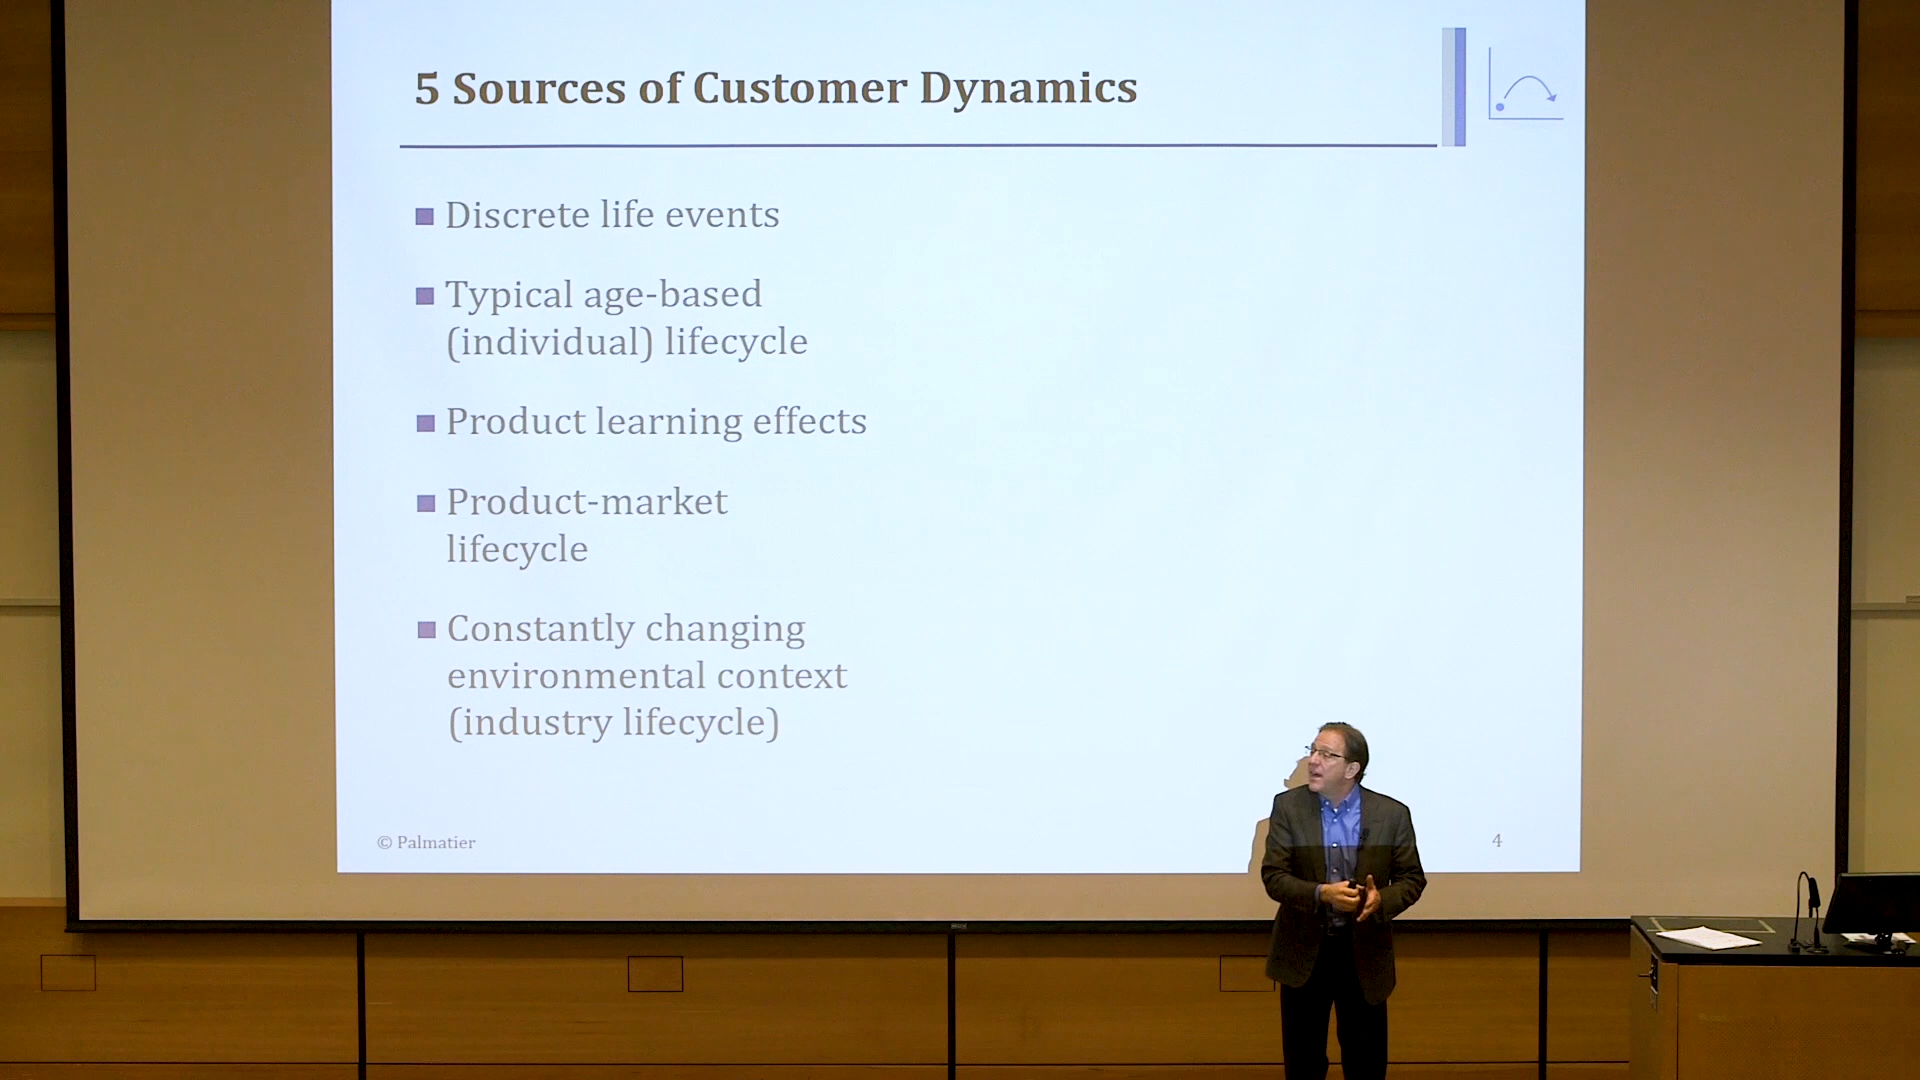 5 Sources of Customer Dynamics
Discrete life events
Typical age-based
(individual) lifecycle
Product learning effects
Product-market
lifecycle
Constantly changing
environmental context
(industry lifecycle)
© Palmatier
4